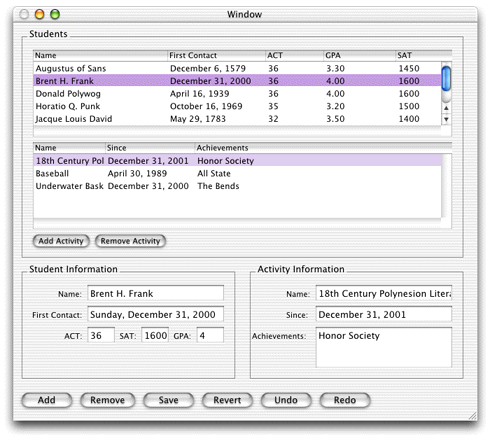 Window
Students
Name First Contact ACT GPA SAT
Augustus of Sans December 6, 1579 36 3.30 1450
Brent H. Frank December 31, 2000 36 4.00 1600
Donald Polywog April 16, 1939 36 4.00 1600
Horatio Q. Punk October 16, 1969 35 3.20 1500
Jacque Louis David May 29, 1783 32 3.50 1400
Name Since Achievements
18th Century Pol December 31, 2001 Honor Society
Baseball April 30, 1989 All State
Underwater Bask December 31, 2000 The Bends
Add Activity Remove Activity
Student Information
Name: Brent H. Frank
First Contact: Sunday, December 31, 2000
ACT: 36 SAT: 1600 GPA: 4
Activity Information
Name: 18th Century Polynesion Litera
Since: December 31, 2001
Achievements: Honor Society
Add Remove Save Revert Undo Redo